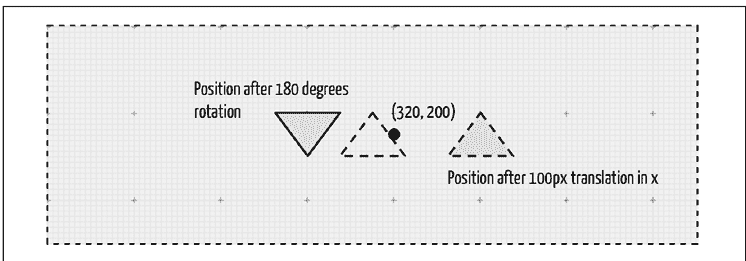 Position after 180 degrees
rotation
(320, 200)
Position after 100px translation in x